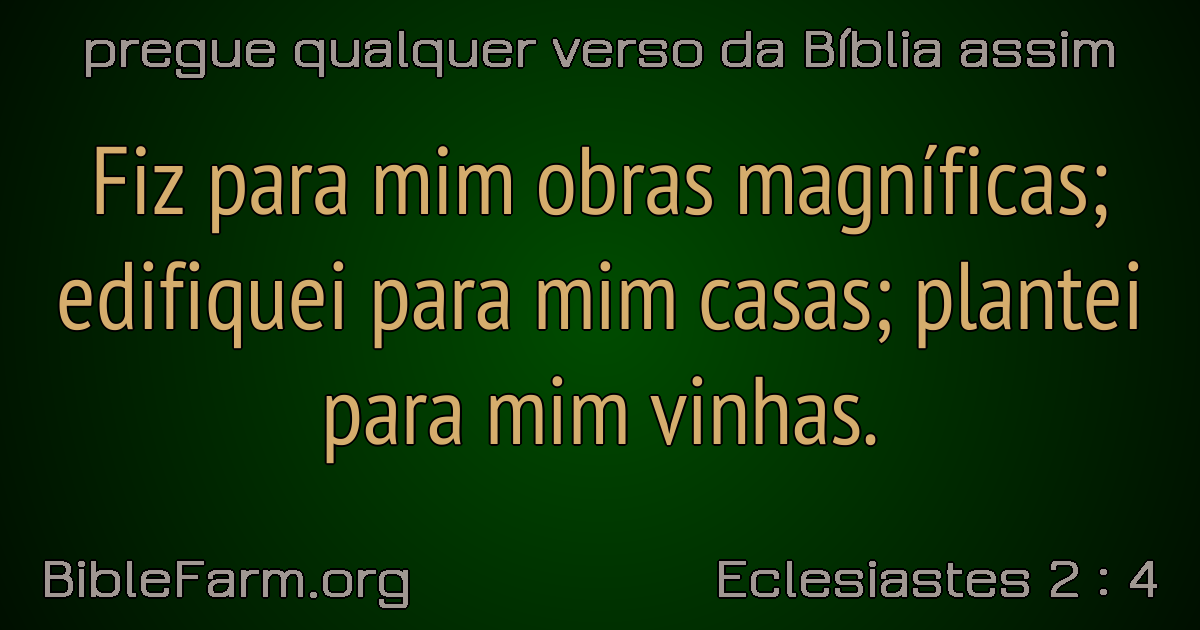 pregue qualquer verso da Bíblia assim
Fiz para mim obras magníficas;
edifiquei para mim casas; plantei
para mim vinhas.
BibleFarm.org
Eclesiastes 2 : 4